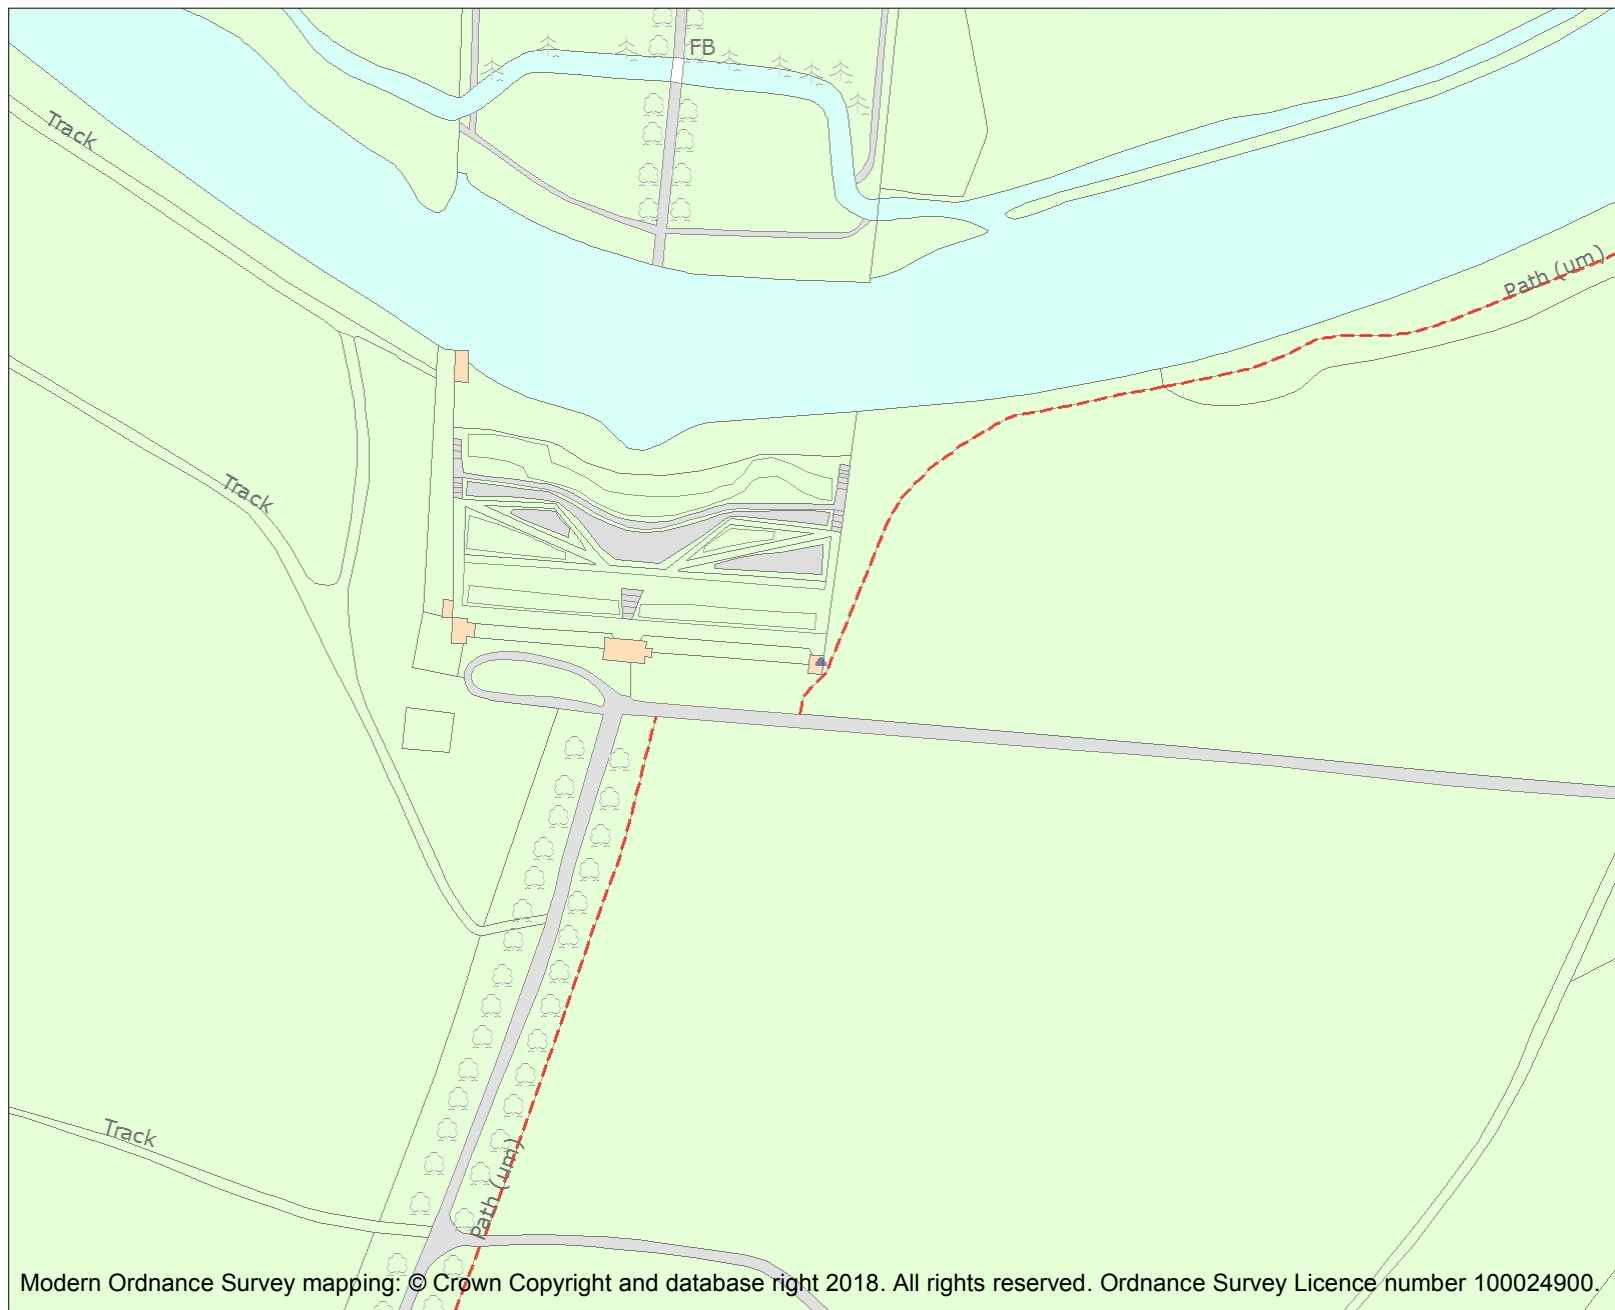 FB
Track
Path (um)
Track
Track
Path (um)
Modern Ordnance Survey mapping: © Crown Copyright and database right 2018. All rights reserved. Ordnance Survey Licence number 100024900.